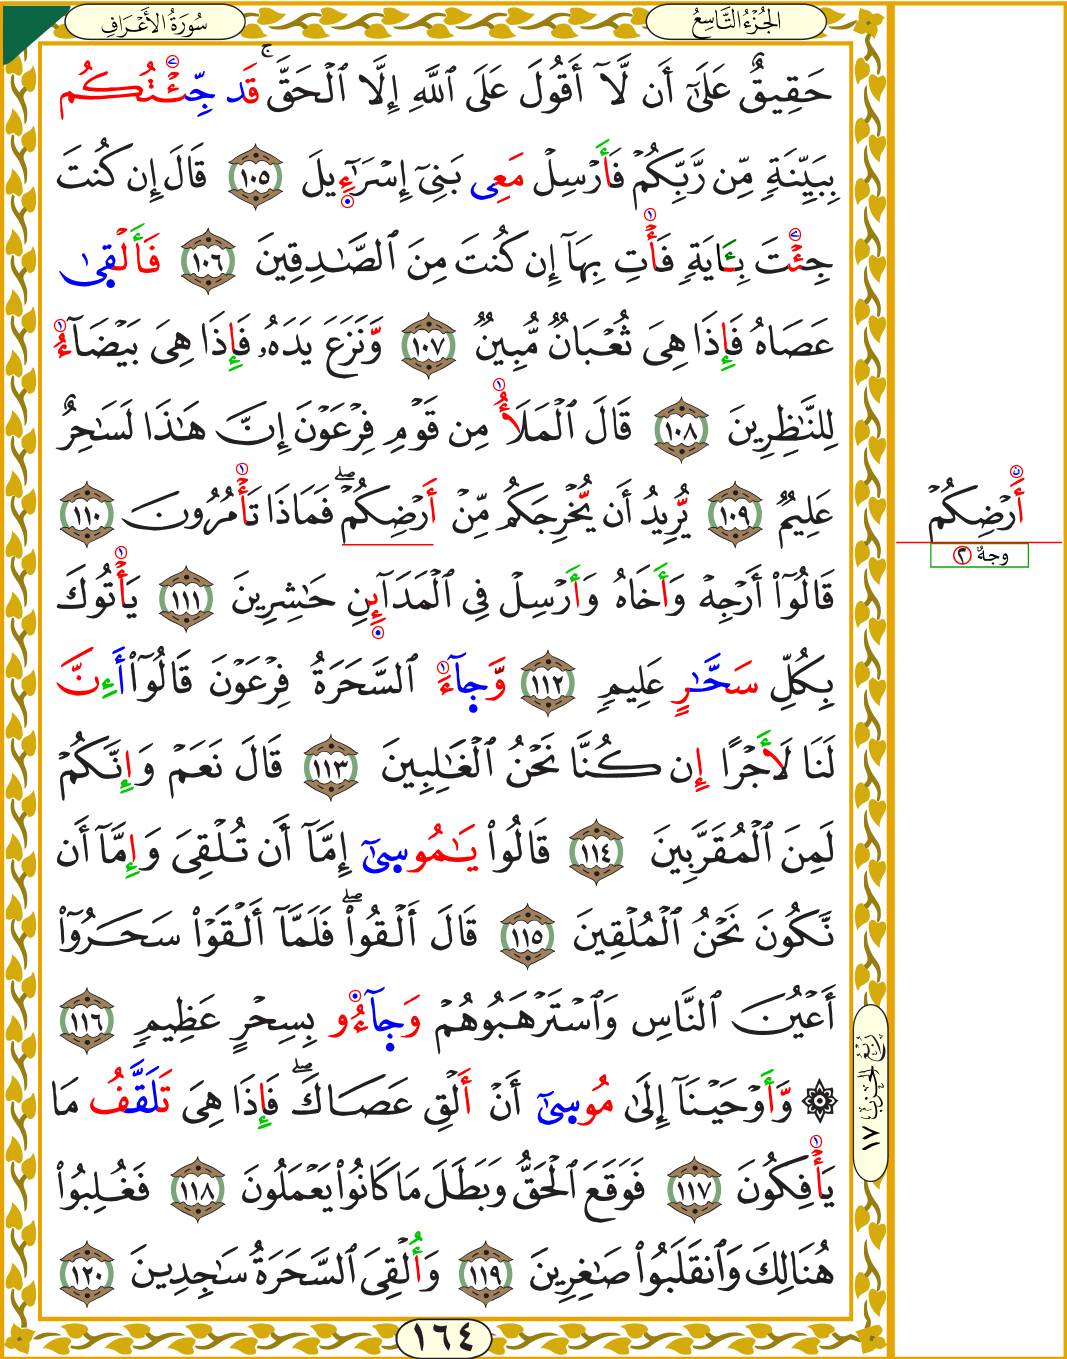 سُورَةُ الأَعْرَافِ
الجُزْءُ التَّاسِعُ
حَقِيقٌ عَلَىٰٓ أَن لَّآ أَقُولَ عَلَى ٱللَّهِ إِلَّا ٱلْحَقَّ ۚ قَد جِّئْتُكُم
بِبَيِّنَةٍ مِّن رَّبِّكُمْ فَأَرْسِلْ مَعِى بَنِىٓ إِسْرَٰٓءِيلَ ١٠٥ قَالَ إِن كُنتَ
جِئْتَ بِـَٔايَةٍ فَأْتِ بِهَآ إِن كُنتَ مِنَ ٱلصَّـٰدِقِينَ ١٠٦ فَأَلْقِىٰ
عَصَاهُ فَإِذَا هِىَ ثُعْبَانٌ مُّبِينٌ ١٠٧ وَّنَزَعَ يَدَهُۥ فَإِذَا هِىَ بَيْضَآءُ
لِلنَّـٰظِرِينَ ١٠٨ قَالَ ٱلْمَلَأُ مِن قَوْمِ فِرْعَوْنَ إِنَّ هَـٰذَا لَسَـٰحِرٌ
عَلِيمٌ ١٠٩ يُّرِيدُ أَن يُّخْرِجَكُم مِّنْ أَرْضِكُمْ ۖ فَمَاذَا تَأْمُرُونَ ١١٠
قَالُوٓا۟ أَرْجِهْ وَأَخَاهُ وَأَرْسِلْ فِى ٱلْمَدَآئِنِ حَـٰشِرِينَ ١١١ يَأْتُوكَ
بِكُلِّ سَحَّـٰرٍ عَلِيمٍ ١١٢ وَّجِآءَ ٱلسَّحَرَةُ فِرْعَوْنَ قَالُوٓا۟ أَءِنَّ
لَنَا لَأَجْرًا إِن كُنَّا نَحْنُ ٱلْغَـٰلِبِينَ ١١٣ قَالَ نَعَمْ وَإِنَّكُمْ
لَمِنَ ٱلْمُقَرَّبِينَ ١١٤ قَالُوا۟ يَـٰمُوسِىٰٓ إِمَّآ أَن تُلْقِىَ وَإِمَّآ أَن
نَّكُونَ نَحْنُ ٱلْمُلْقِينَ ١١٥ قَالَ أَلْقُوا۟ ۖ فَلَمَّآ أَلْقَوْا۟ سَحَرُوٓا۟
أَعْيُنَ ٱلنَّاسِ وَٱسْتَرْهَبُوهُمْ وَجِآءُو بِسِحْرٍ عَظِيمٍ ١١٦
۞ وَّأَوْحَيْنَآ إِلَىٰ مُوسِىٰٓ أَنْ أَلْقِ عَصَاكَ ۖ فَإِذَا هِىَ تَلَقَّفُ مَا
يَأْفِكُونَ ١١٧ فَوَقَعَ ٱلْحَقُّ وَبَطَلَ مَا كَانُوا۟ يَعْمَلُونَ ١١٨ فَغُلِبُوا۟
هُنَالِكَ وَٱنقَلَبُوا۟ صَـٰغِرِينَ ١١٩ وَأُلْقِىَ ٱلسَّحَرَةُ سَـٰجِدِينَ ١٢٠
١٦٤
رُبْعُ الحِزْبِ ١٧
أَرْضِكُمْ
وجهٌ ٢